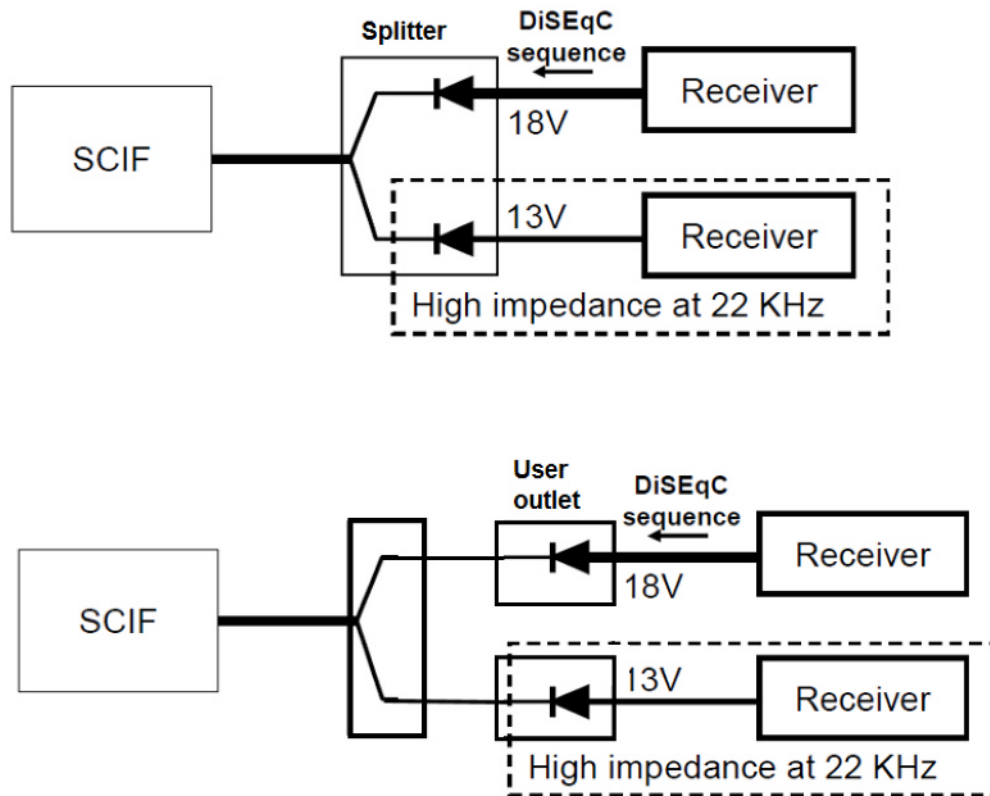 Splitter
DiSEqC
sequence
Receiver
18V
SCIF
13V
Receiver
High impedance at 22 KHz
User
outlet
DiSEqC
sequence
Receiver
18V
SCIF
13V
Receiver
High impedance at 22 KHz